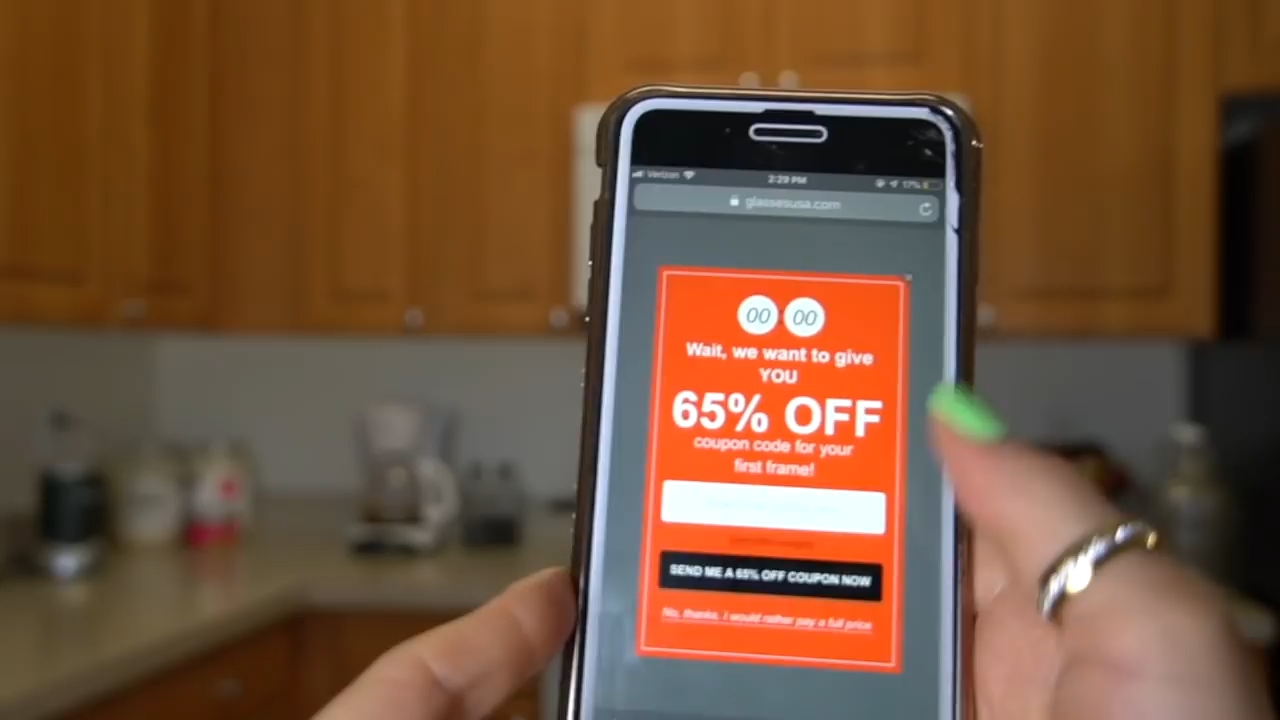 Verizon 2:29 PM 17%
glassesusa.com
00 00
Wait, we want to give
YOU
65% OFF
coupon code for your
first frame!
SEND ME A 65% OFF COUPON NOW
No, thanks, I would rather pay a full price